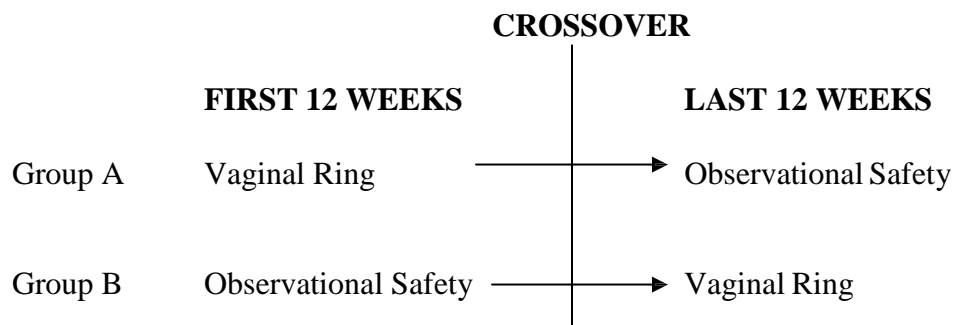 CROSSOVER
FIRST 12 WEEKS LAST 12 WEEKS
Group A Vaginal Ring Observational Safety
Group B Observational Safety Vaginal Ring